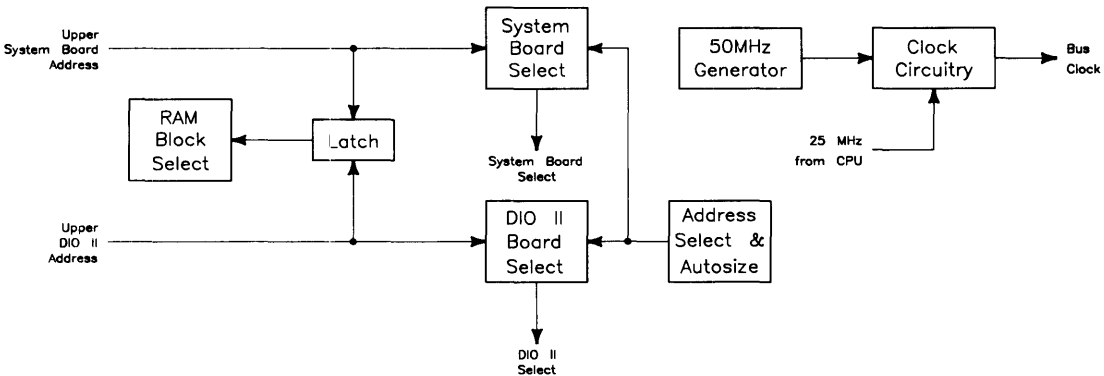 Upper
System Board
Address
System
Board
Select
50MHz
Generator
Clock
Circuitry
Bus
Clock
RAM
Block
Select
Latch
25 MHz
from CPU
System Board
Select
Upper
DIO II
Address
DIO II
Board
Select
Address
Select &
Autosize
DIO II
Select